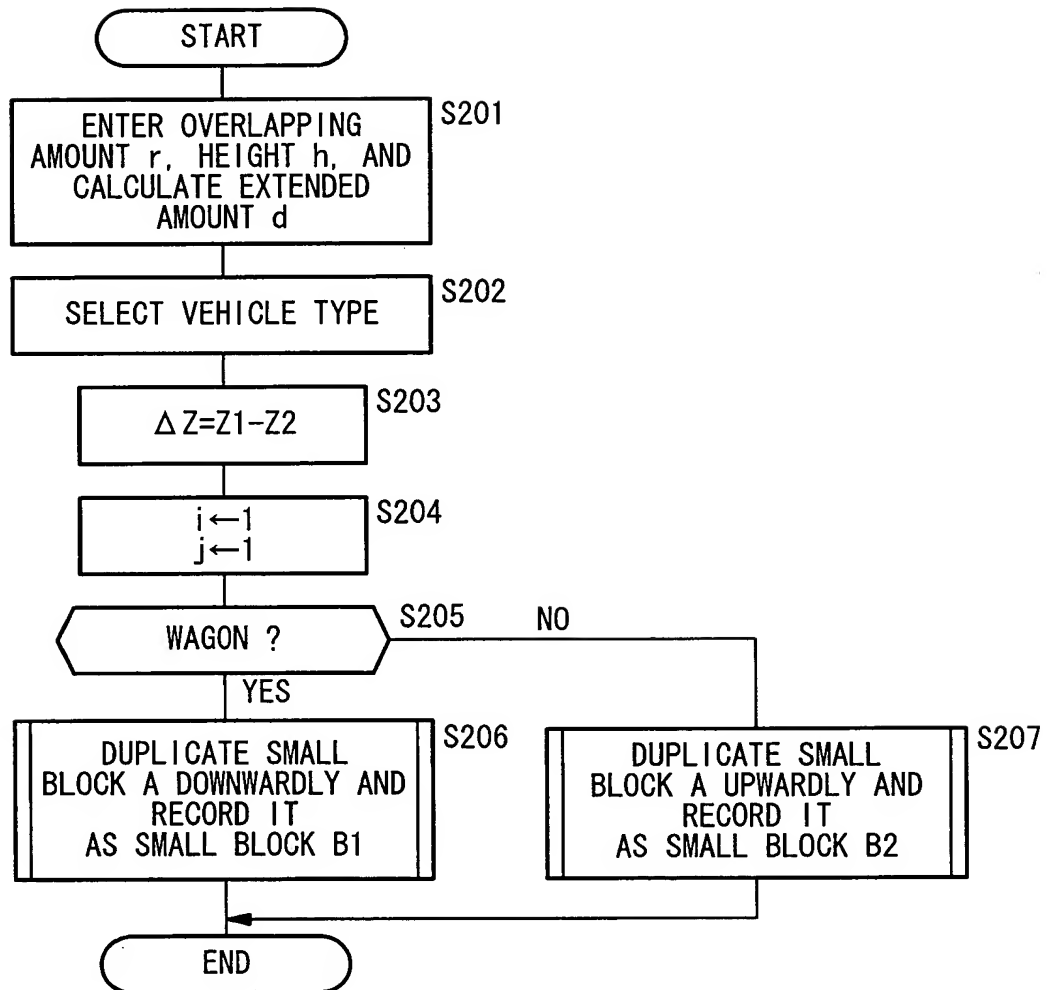 START
ENTER OVERLAPPING
AMOUNT r, HEIGHT h, AND
CALCULATE EXTENDED
AMOUNT d
S201
SELECT VEHICLE TYPE
S202
ΔZ=Z1-Z2
S203
i←1
j←1
S204
WAGON ?
S205
NO
YES
DUPLICATE SMALL
BLOCK A DOWNWARDLY AND
RECORD IT
AS SMALL BLOCK B1
S206
DUPLICATE SMALL
BLOCK A UPWARDLY AND
RECORD IT
AS SMALL BLOCK B2
S207
END